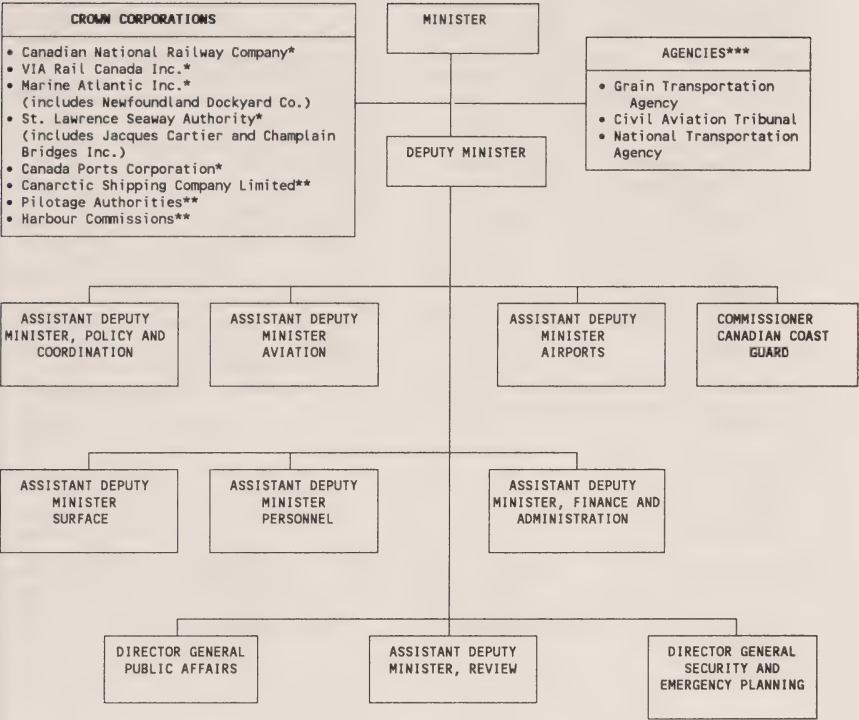 CROWN CORPORATIONS
• Canadian National Railway Company*
• VIA Rail Canada Inc.*
• Marine Atlantic Inc.*
(includes Newfoundland Dockyard Co.)
• St. Lawrence Seaway Authority*
(includes Jacques Cartier and Champlain
Bridges Inc.)
• Canada Ports Corporation*
• Canarctic Shipping Company Limited**
• Pilotage Authorities**
• Harbour Commissions**
MINISTER
AGENCIES***
• Grain Transportation
Agency
• Civil Aviation Tribunal
• National Transportation
Agency
DEPUTY MINISTER
ASSISTANT DEPUTY
MINISTER, POLICY AND
COORDINATION
ASSISTANT DEPUTY
MINISTER
AVIATION
ASSISTANT DEPUTY
MINISTER
AIRPORTS
COMMISSIONER
CANADIAN COAST
GUARD
ASSISTANT DEPUTY
MINISTER
SURFACE
ASSISTANT DEPUTY
MINISTER
PERSONNEL
ASSISTANT DEPUTY
MINISTER, FINANCE AND
ADMINISTRATION
DIRECTOR GENERAL
PUBLIC AFFAIRS
ASSISTANT DEPUTY
MINISTER, REVIEW
DIRECTOR GENERAL
SECURITY AND
EMERGENCY PLANNING